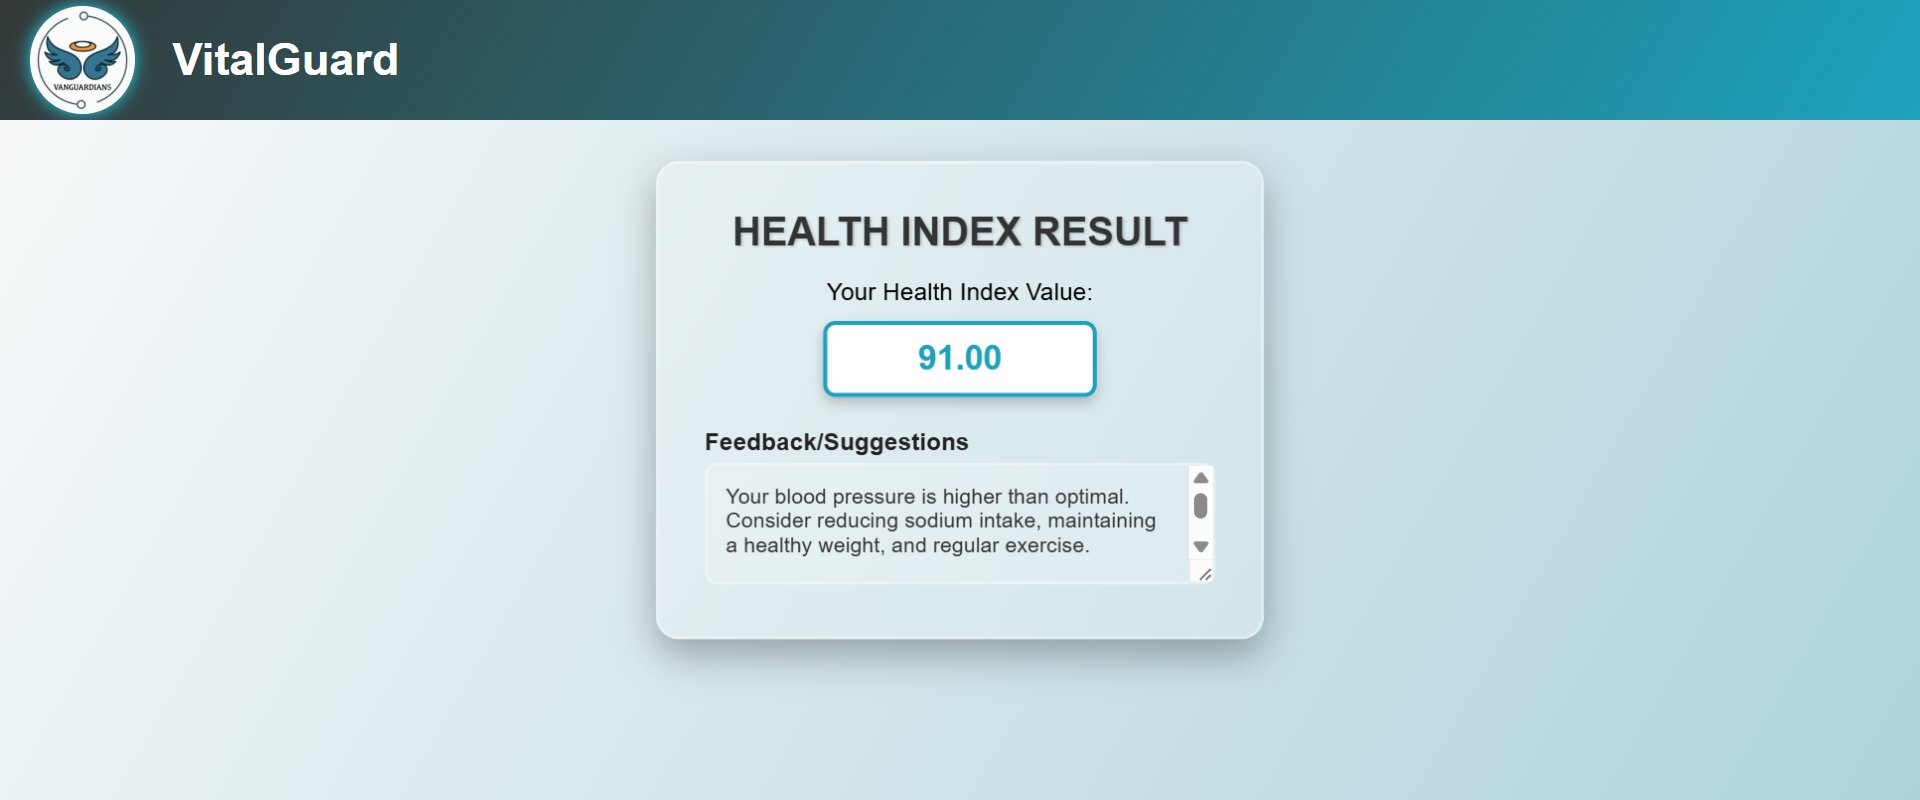 VANGUARDIANS
VitalGuard
HEALTH INDEX RESULT
Your Health Index Value:
91.00
Feedback/Suggestions
Your blood pressure is higher than optimal.
Consider reducing sodium intake, maintaining
a healthy weight, and regular exercise.